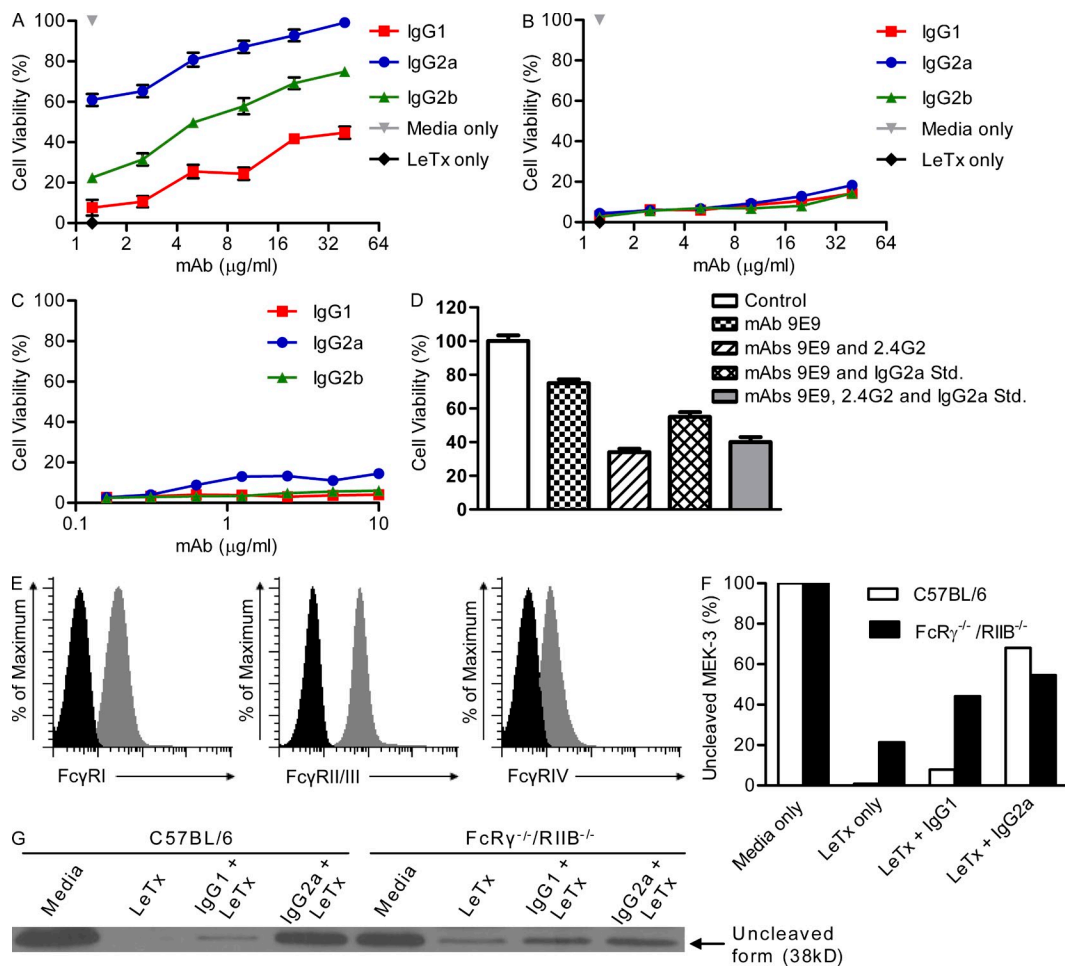 A
Cell Viability (%)
100
80
60
40
20
0
1 2 4 8 16 32 64
mAb (μg/ml)
IgG1
IgG2a
IgG2b
Media only
LeTx only
B
Cell Viability (%)
100
80
60
40
20
0
1 2 4 8 16 32 64
mAb (μg/ml)
IgG1
IgG2a
IgG2b
Media only
LeTx only
C
Cell Viability (%)
100
80
60
40
20
0
0.1 1 10
mAb (μg/ml)
IgG1
IgG2a
IgG2b
D
Cell Viability (%)
120
100
80
60
40
20
0
Control
mAb 9E9
mAbs 9E9 and 2.4G2
mAbs 9E9 and IgG2a Std.
mAbs 9E9, 2.4G2 and IgG2a Std.
E
% of Maximum
FcγRI
% of Maximum
FcγRII/III
% of Maximum
FcγRIV
F
Uncleaved MEK-3 (%)
100
80
60
40
20
0
C57BL/6
FcRγ-/- /RIIB-/-
Media only
LeTx only
LeTx + IgG1
LeTx + IgG2a
G
C57BL/6
FcRγ-/-/RIIB-/-
Media
LeTx
IgG1 +
LeTx
IgG2a +
LeTx
Media
LeTx
IgG1 +
LeTx
IgG2a +
LeTx
Uncleaved
form (38kD)